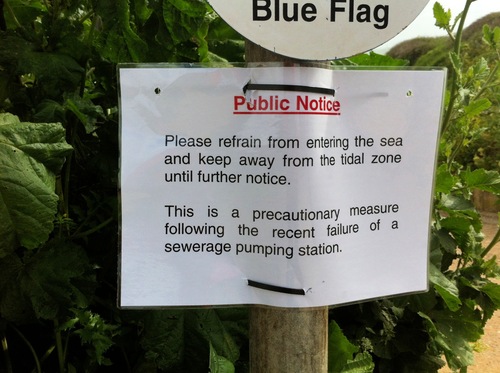 Blue Flag
Public Notice
Please refrain from entering the sea
and keep away from the tidal zone
until further notice.
This is a precautionary measure
following the recent failure of a
sewerage pumping station.